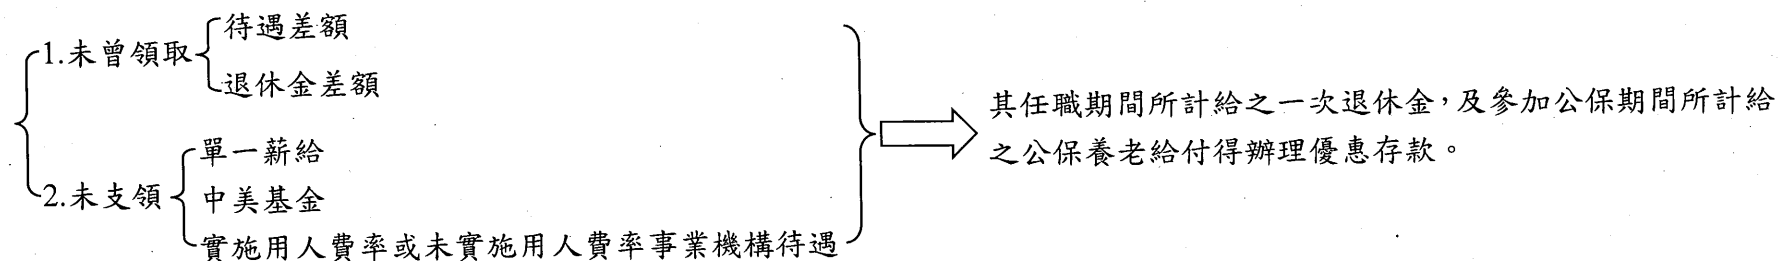 1.未曾領取
待遇差額
退休金差額
2.未支領
單一薪給
中美基金
實施用人費率或未實施用人費率事業機構待遇
其任職期間所計給之一次退休金，及參加公保期間所計給
之公保養老給付得辦理優惠存款。